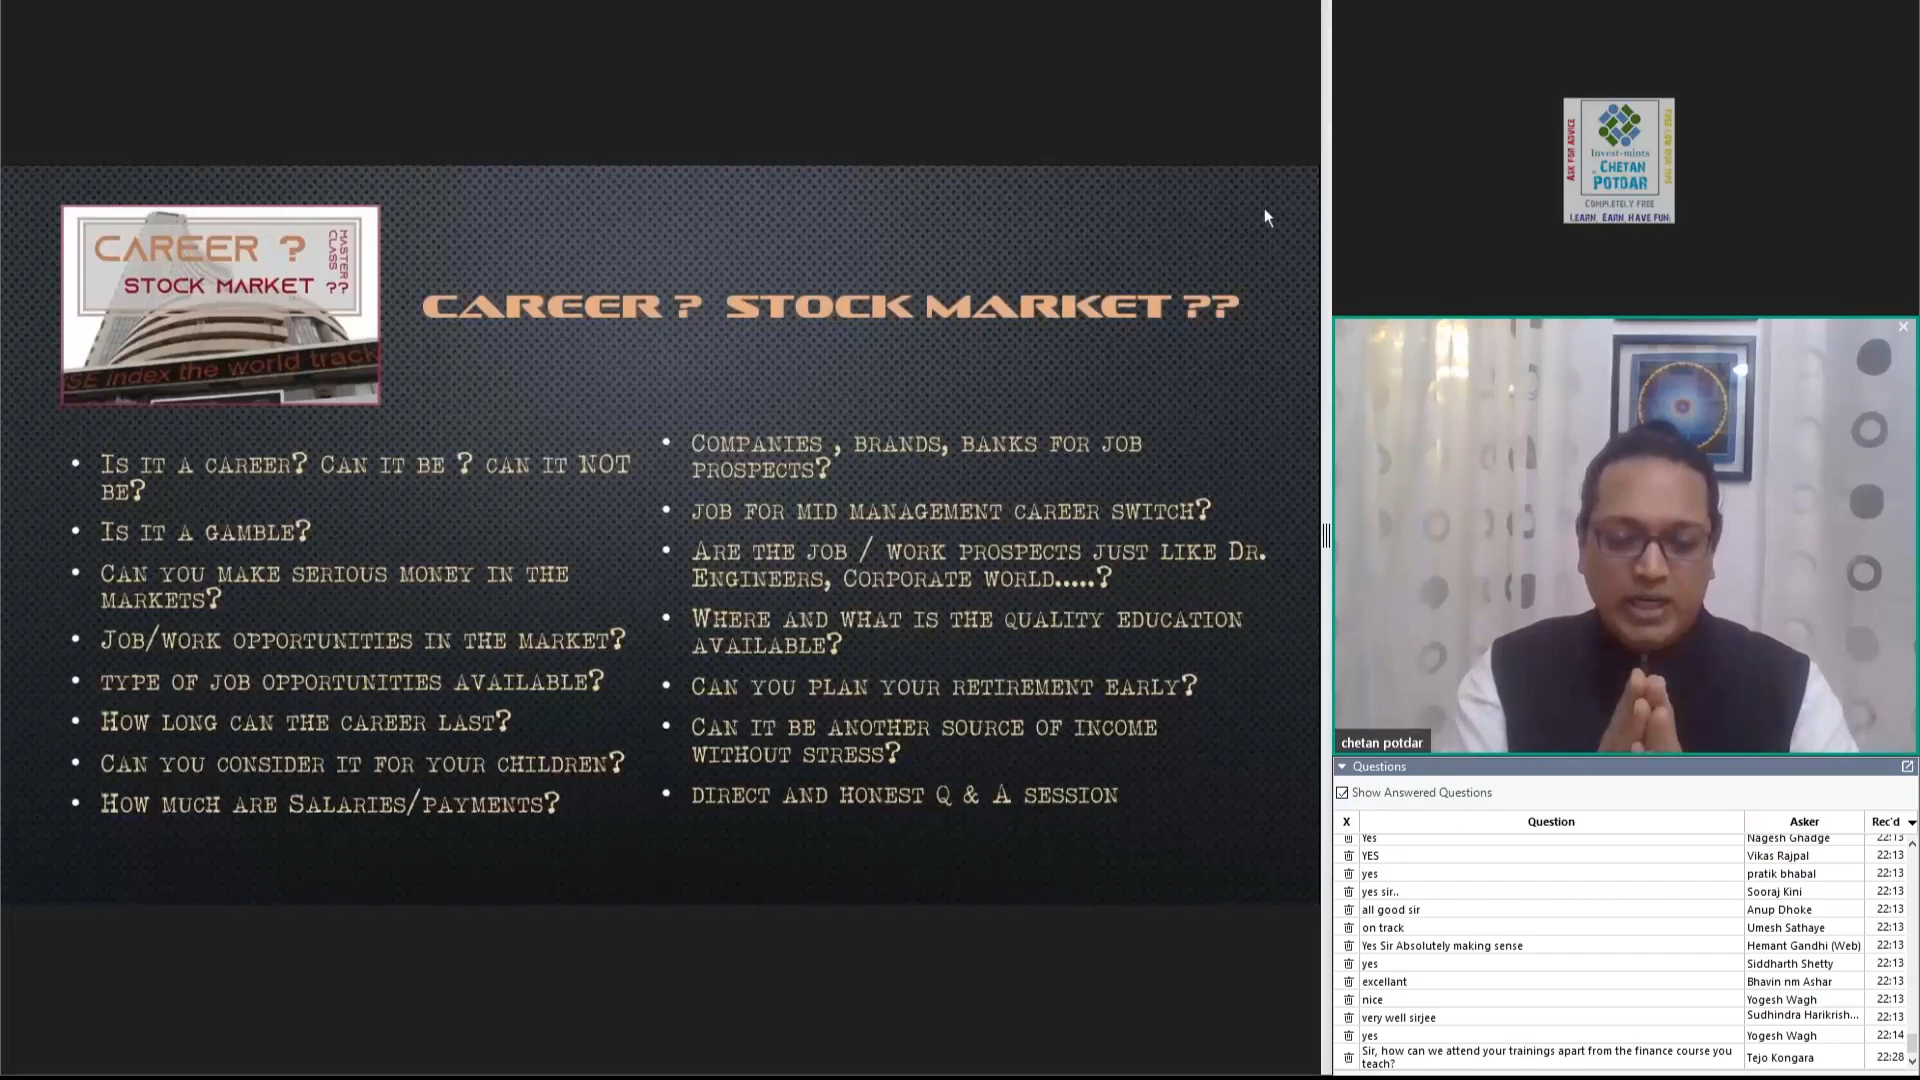 CAREER ?
STOCK MARKET ??
MASTER CLASS
SE index the world track
CAREER ? STOCK MARKET ??
• Is it a career? Can it be ? can it NOT
be?
• Is it a gamble?
• Can you make serious money in the
markets?
• Job/work opportunities in the market?
• type of job opportunities available?
• How long can the career last?
• Can you consider it for your children?
• How much are Salaries/payments?
• Companies , brands, banks for job
prospects?
• job for mid management career switch?
• Are the job / work prospects just like Dr.
Engineers, Corporate world.....?
• Where and what is the quality education
available?
• Can you plan your retirement early?
• Can it be another source of income
without stress?
• direct and honest Q & A session
ASK FOR ADVICE
Invest-mints
CHETAN
POTDAR
COMPLETELY FREE
LEARN, EARN, HAVE FUN
chetan potdar
Questions
Show Answered Questions
X Question Asker Rec'd
Yes Nagesh Ghadge 22:13
YES Vikas Rajpal 22:13
yes pratik bhabal 22:13
yes sir.. Sooraj Kini 22:13
all good sir Anup Dhoke 22:13
on track Umesh Sathaye 22:13
Yes Sir Absolutely making sense Hemant Gandhi (Web) 22:13
yes Siddharth Shetty 22:13
excellant Bhavin nm Ashar 22:13
nice Yogesh Wagh 22:13
very well sirjee Sudhindra Harikrish... 22:13
yes Yogesh Wagh 22:14
Sir, how can we attend your trainings apart from the finance course you
teach? Tejo Kongara 22:28